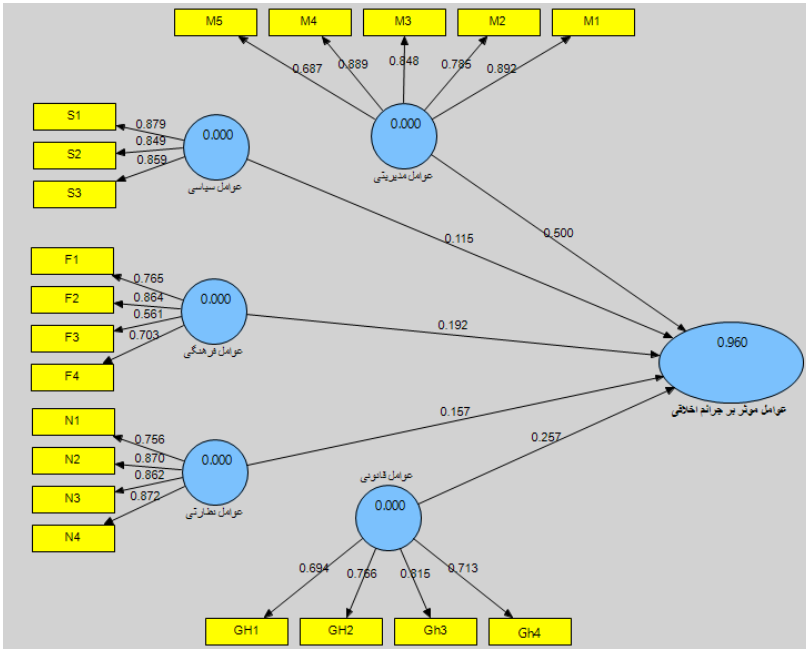 M5 M4 M3 M2 M1
0.687 0.889 0.848 0.785 0.892
0.000
عوامل مدیریتی
S1
S2
S3
0.879
0.849
0.859
0.000
عوامل سیاسی
0.115
0.500
F1
F2
F3
F4
0.765
0.864
0.561
0.703
0.000
عوامل فرهنگی
0.192
0.960
عوامل موثر بر جرائم اخلاقی
N1
N2
N3
N4
0.756
0.870
0.862
0.872
0.000
عوامل نظارتی
0.157
0.257
عوامل قانونی
0.000
0.694 0.766 0.815 0.713
GH1 GH2 Gh3 Gh4